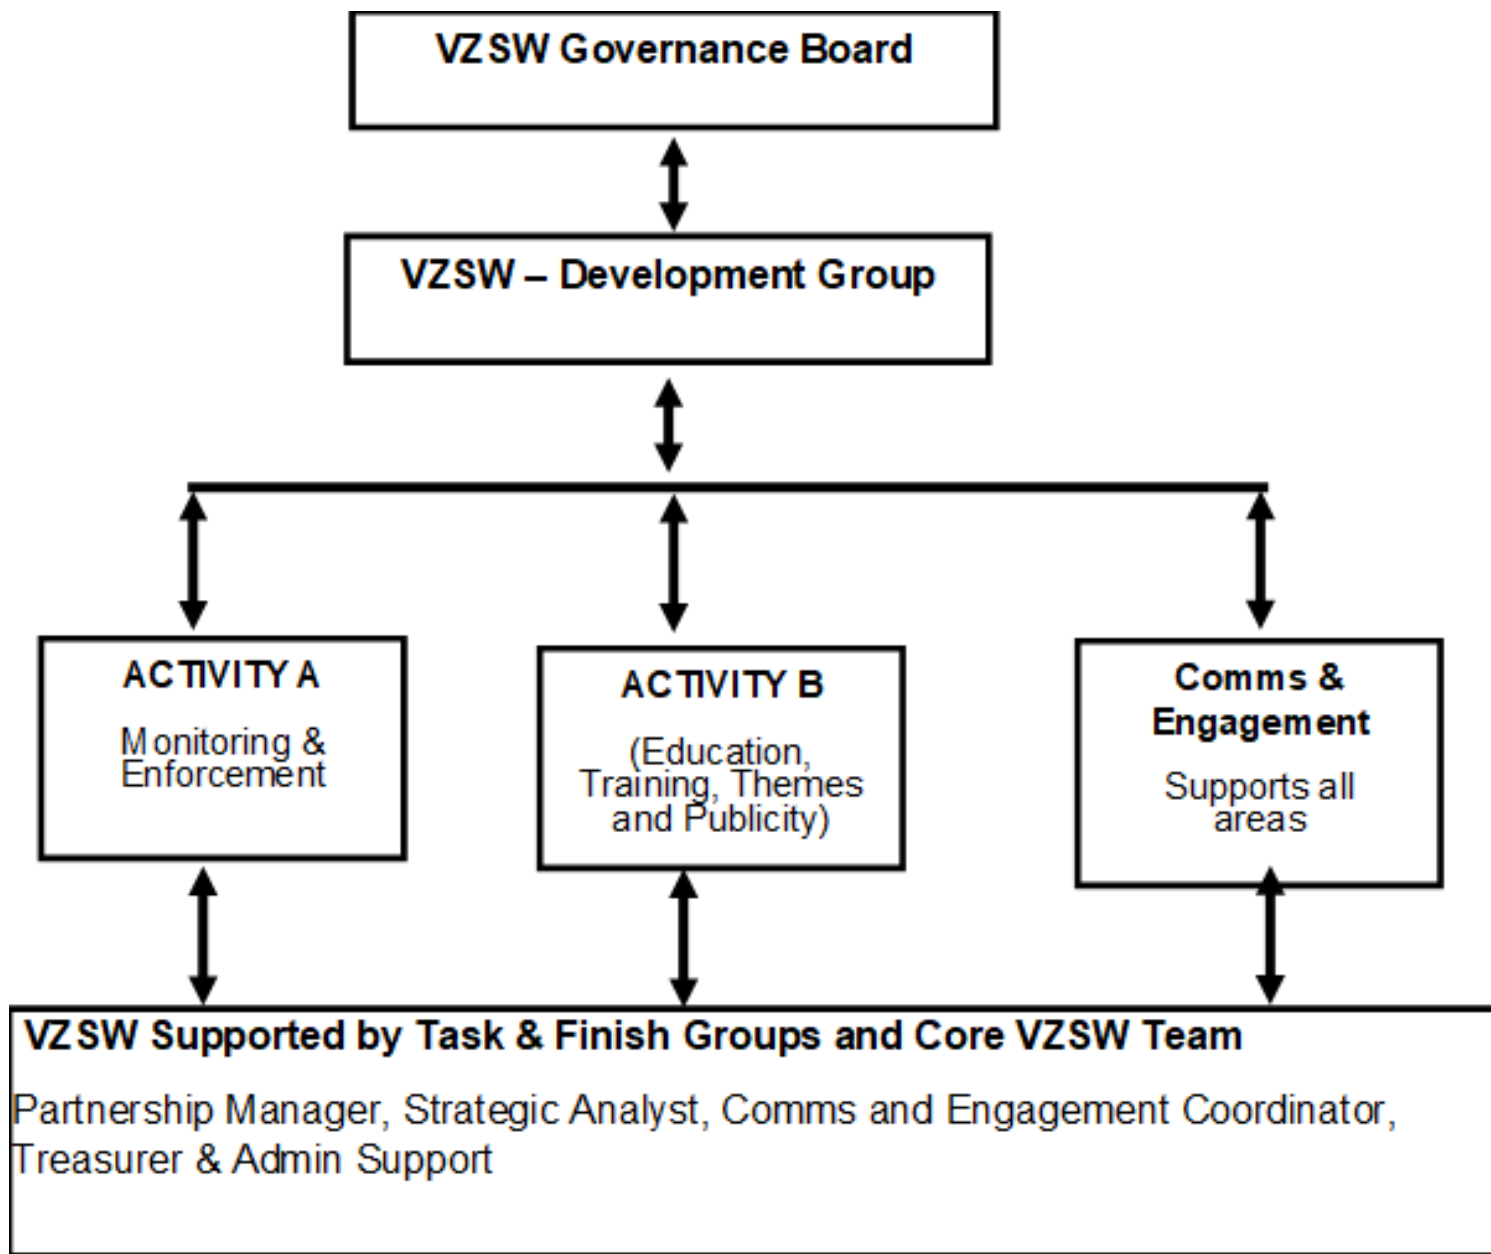 VZSW Governance Board
VZSW – Development Group
ACTIVITY A
Monitoring &
Enforcement
ACTIVITY B
(Education,
Training, Themes
and Publicity)
Comms &
Engagement
Supports all
areas
VZSW Supported by Task & Finish Groups and Core VZSW Team
Partnership Manager, Strategic Analyst, Comms and Engagement Coordinator,
Treasurer & Admin Support